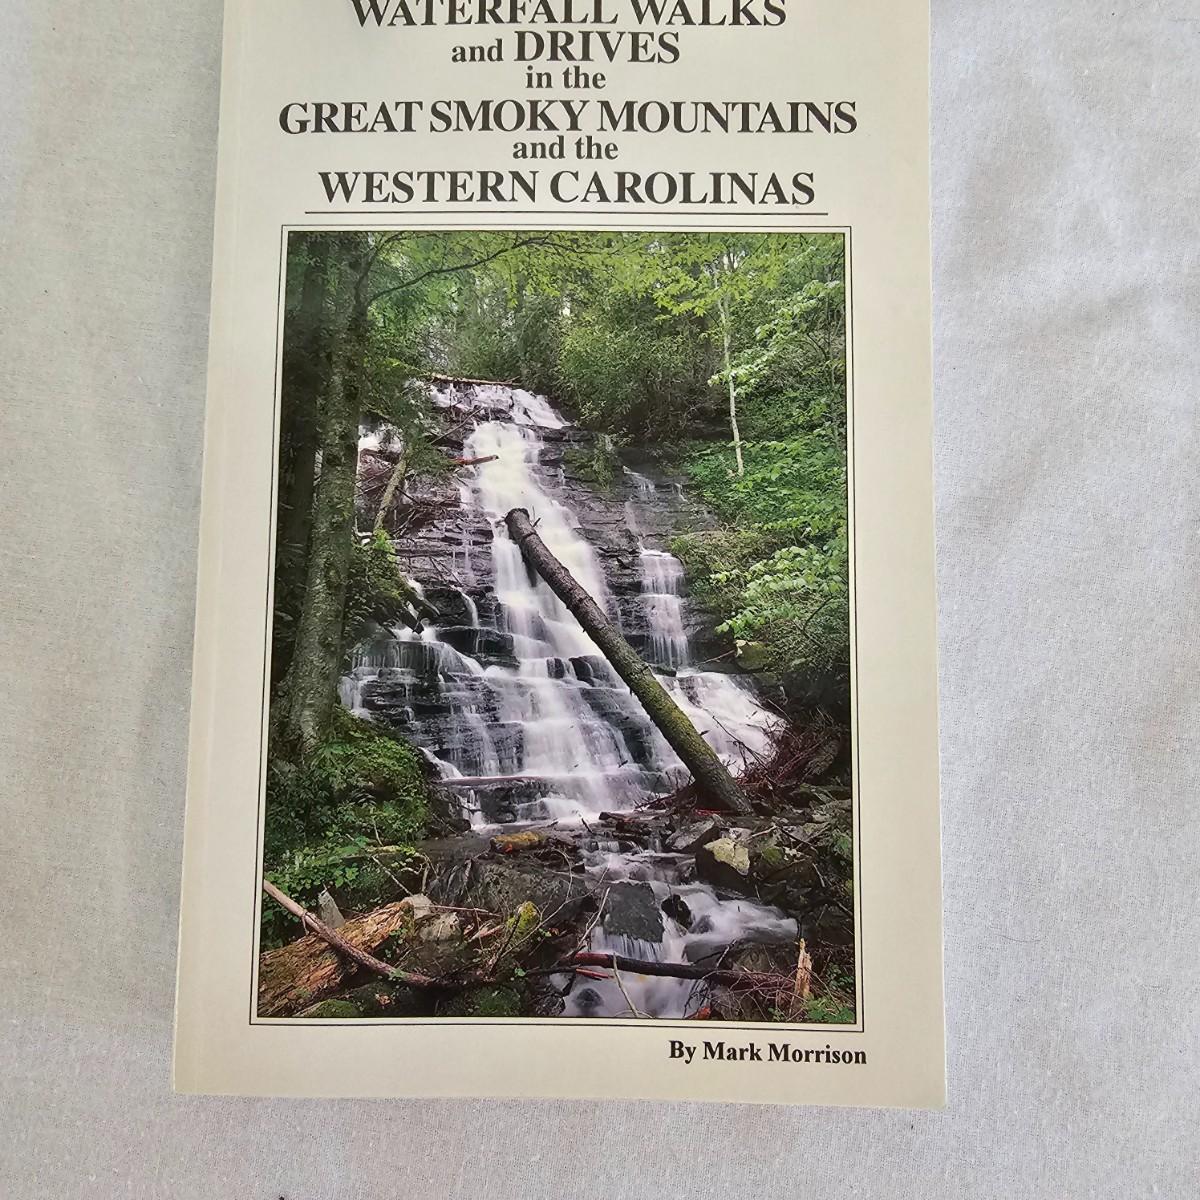 WATERFALL WALKS
and DRIVES
in the
GREAT SMOKY MOUNTAINS
and the
WESTERN CAROLINAS
By Mark Morrison